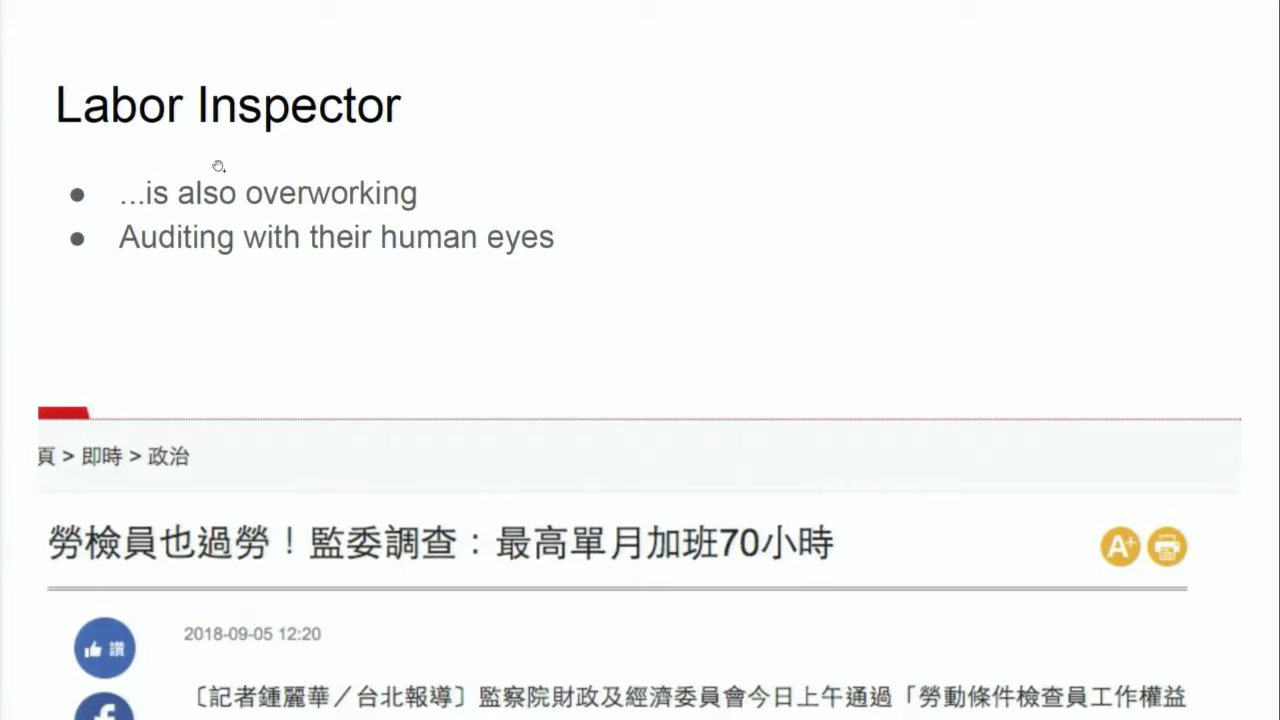 Labor Inspector
● ...is also overworking
● Auditing with their human eyes
頁 > 即時 > 政治
勞檢員也過勞！監委調查：最高單月加班70小時
A+
讚
2018-09-05 12:20
〔記者鍾麗華／台北報導〕監察院財政及經濟委員會今日上午通過「勞動條件檢查員工作權益